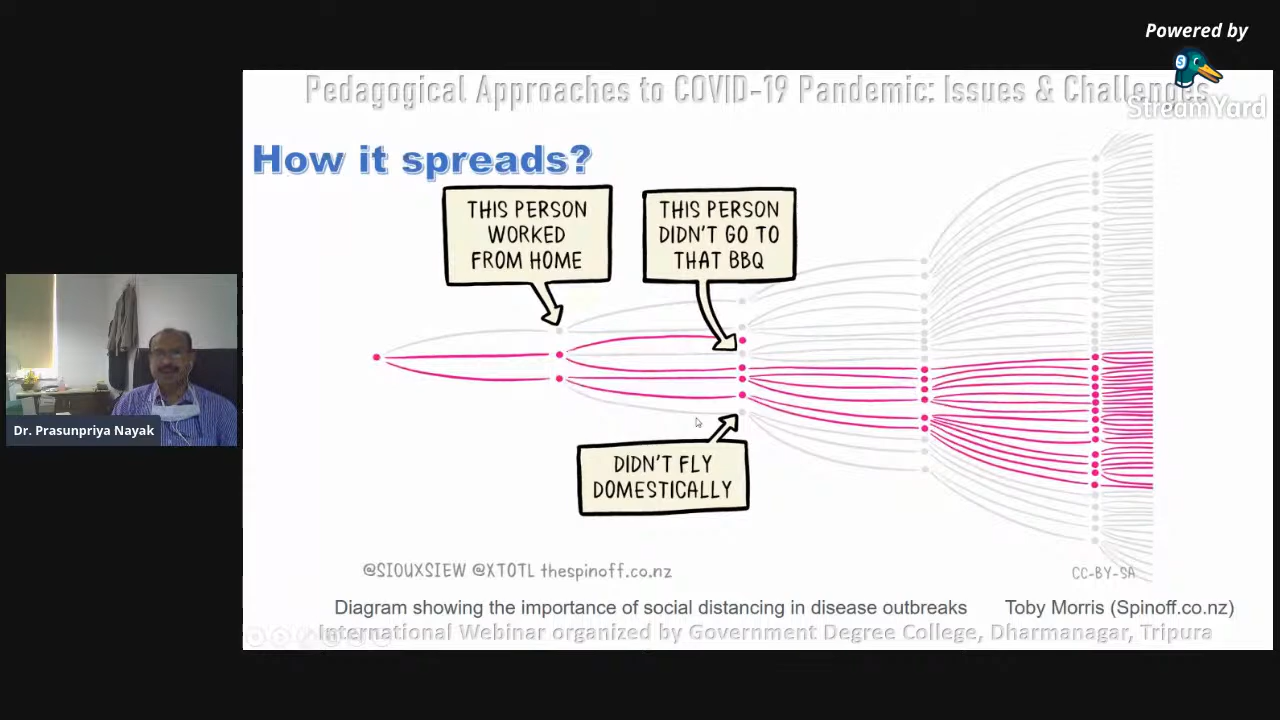 Powered by
StreamYard
Pedagogical Approaches to COVID-19 Pandemic: Issues & Challenges
How it spreads?
THIS PERSON
WORKED
FROM HOME
THIS PERSON
DIDN'T GO TO
THAT BBQ
DIDN'T FLY
DOMESTICALLY
Dr. Prasunpriya Nayak
@SIOUXSIEW @XTOTL thespinoff.co.nz
CC-BY-SA
Diagram showing the importance of social distancing in disease outbreaks
Toby Morris (Spinoff.co.nz)
International Webinar organized by Government Degree College, Dharmanagar, Tripura